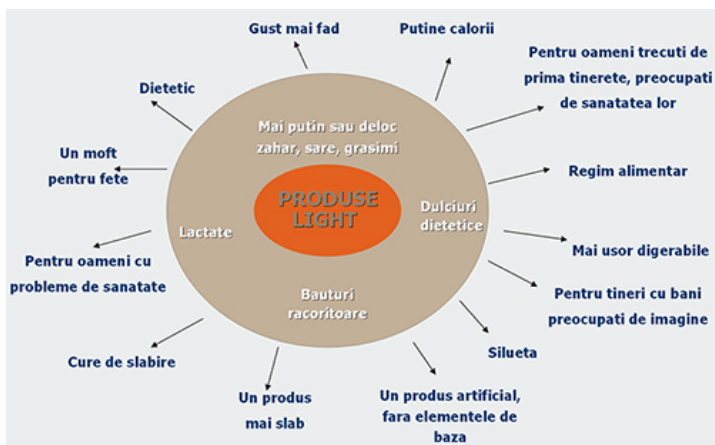 Gust mai fad
Putine calorii
Pentru oameni trecuti de
prima tinerete, preocupati
de sanatatea lor
Dietetic
Mai putin sau deloc
zahar, sare, grasimi
Un moft
pentru fete
Regim alimentar
PRODUSE
LIGHT
Dulciuri
dietetice
Lactate
Mai usor digerabile
Pentru oameni cu
probleme de sanatate
Bauturi
racoritoare
Pentru tineri cu bani
preocupati de imagine
Silueta
Cure de slabire
Un produs
mai slab
Un produs artificial,
fara elementele de
baza